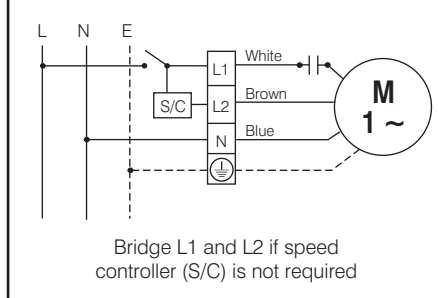 L N E
L1 White
S/C L2 Brown
N Blue
M
1 ~
Bridge L1 and L2 if speed
controller (S/C) is not required